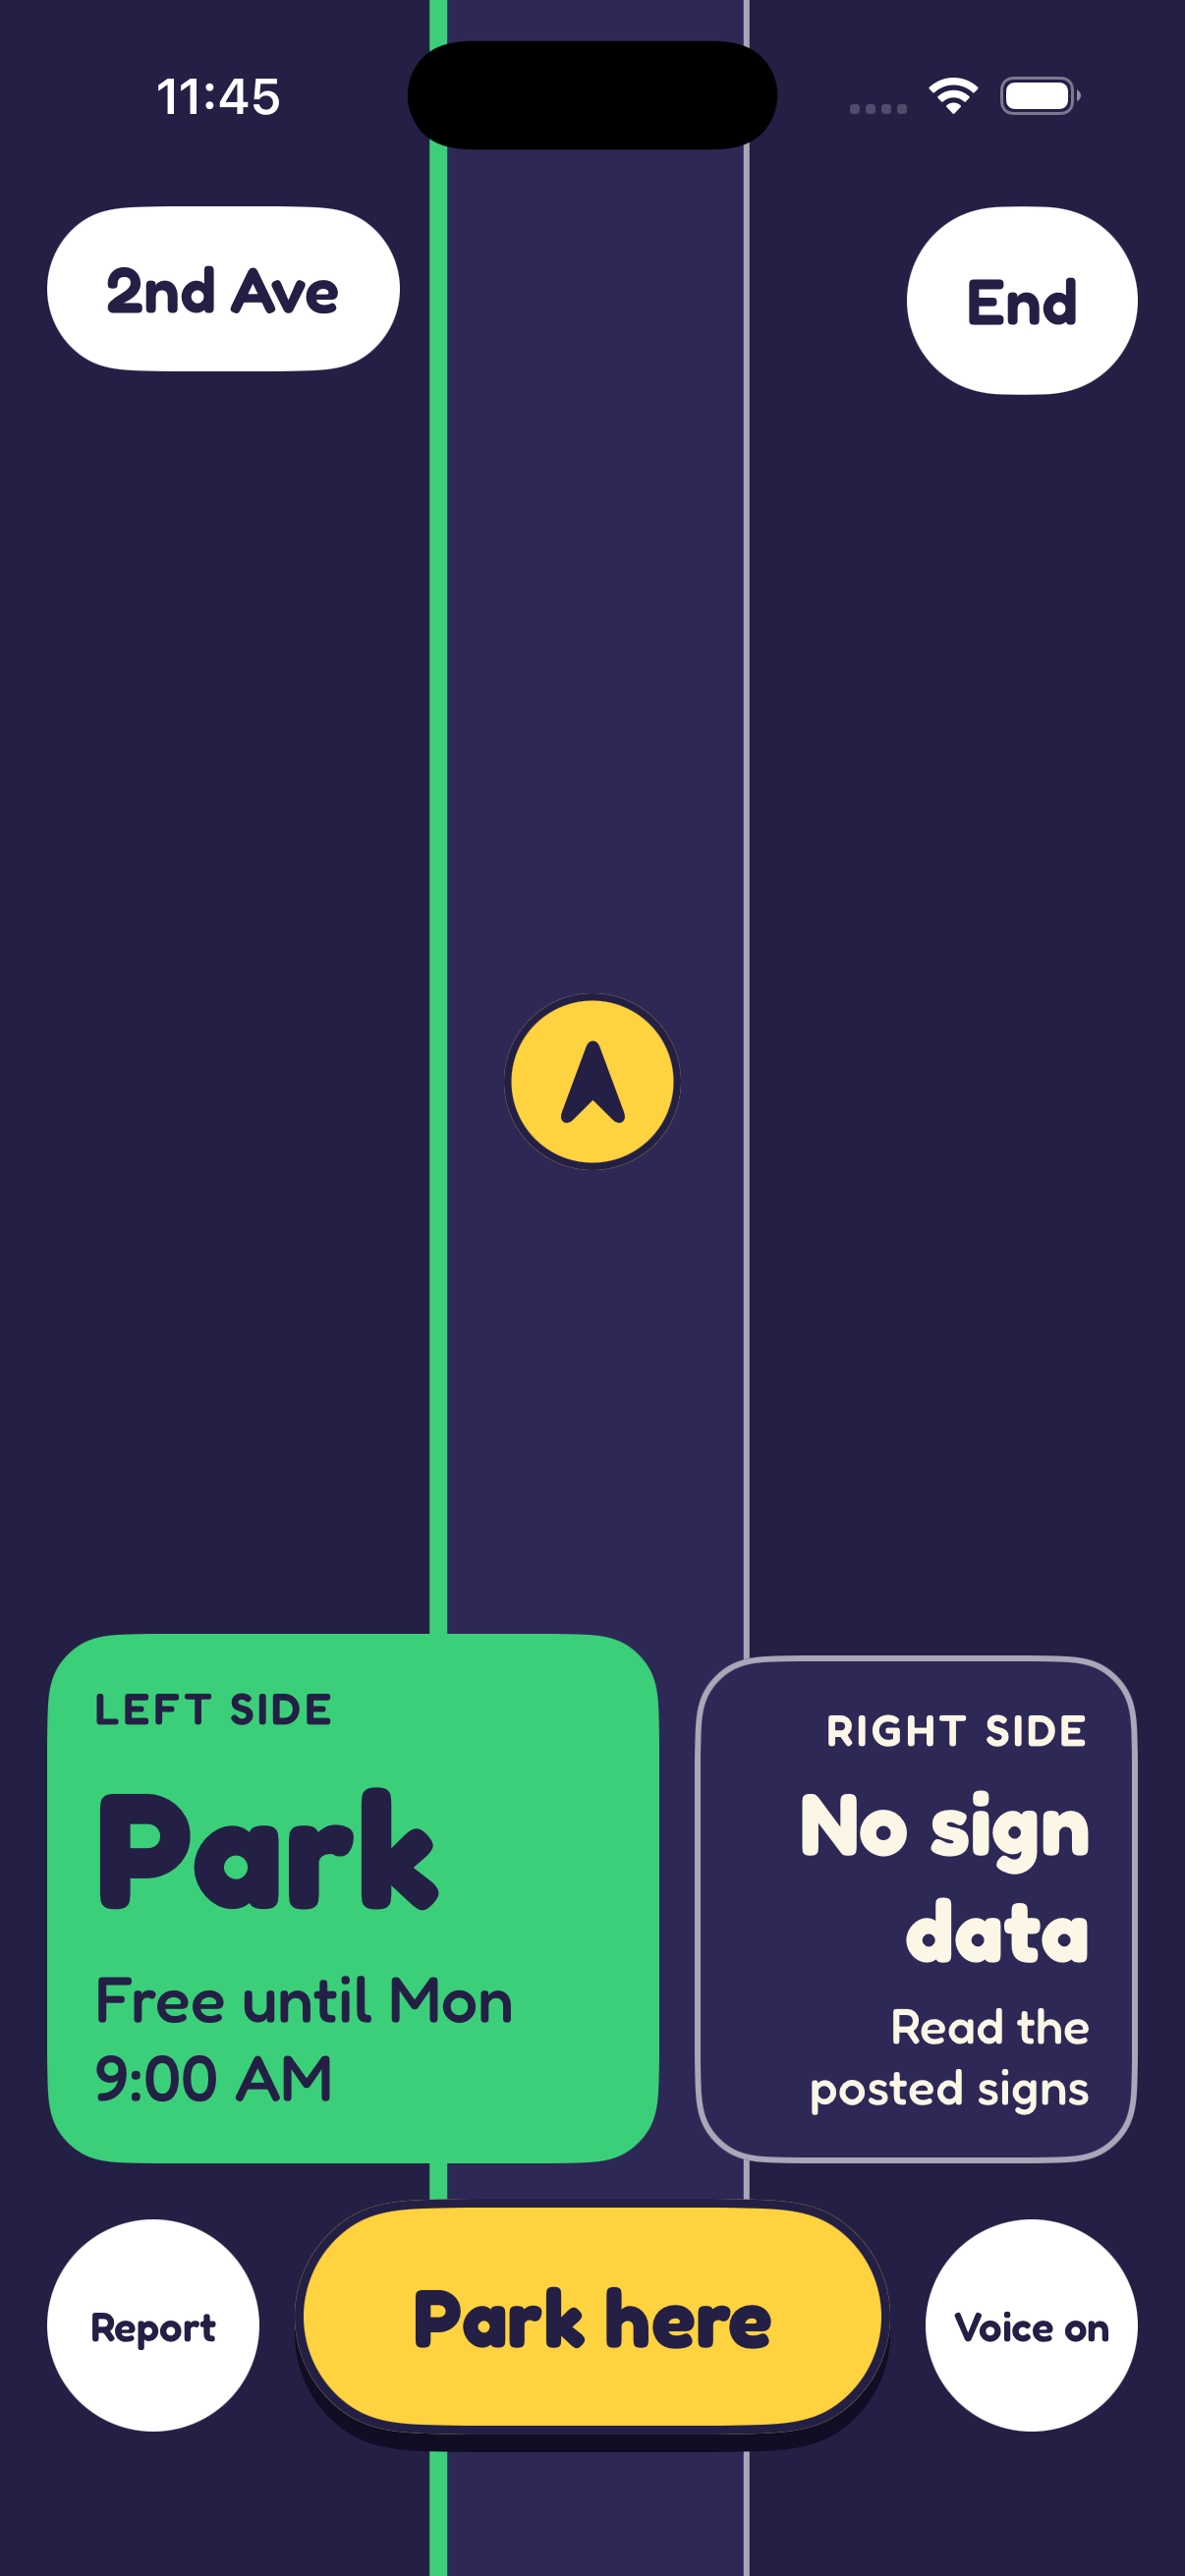 11:45
2nd Ave
End
LEFT SIDE
Park
Free until Mon
9:00 AM
RIGHT SIDE
No sign
data
Read the
posted signs
Report
Park here
Voice on